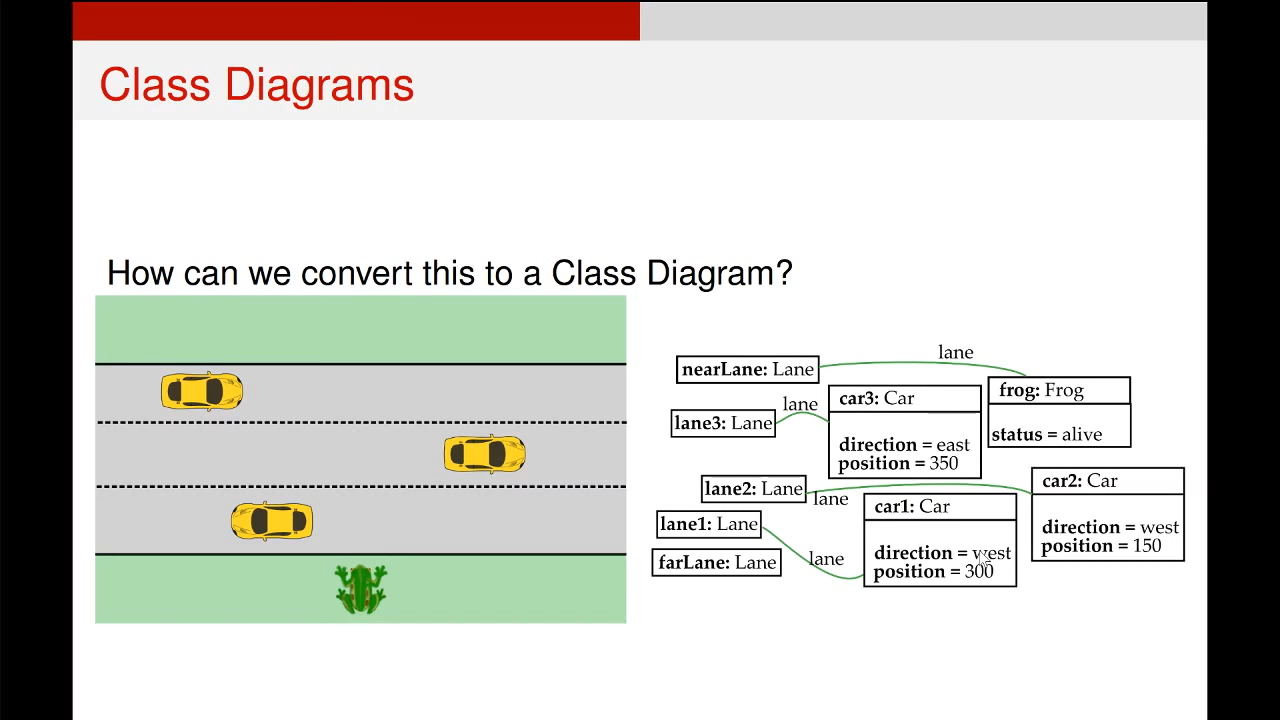 Class Diagrams
How can we convert this to a Class Diagram?
lane
nearLane: Lane
frog: Frog
status = alive
lane
car3: Car
direction = east
position = 350
lane3: Lane
lane2: Lane
lane
car2: Car
direction = west
position = 150
lane1: Lane
lane
car1: Car
direction = west
position = 300
farLane: Lane